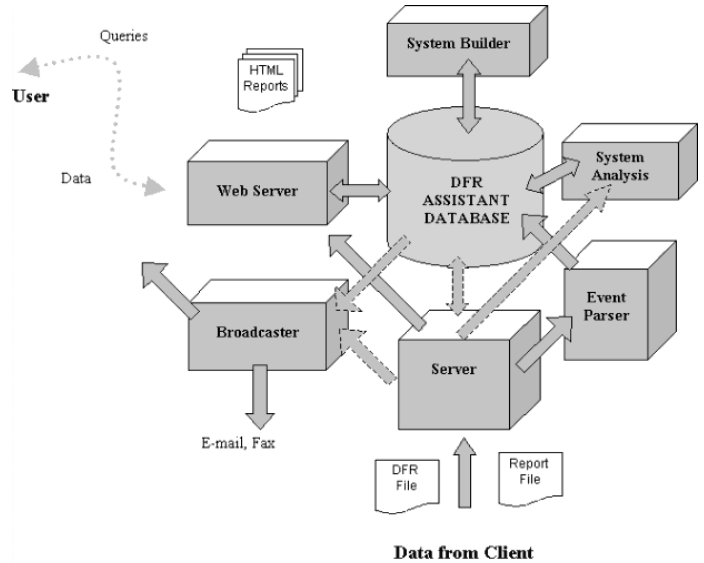 Queries
System Builder
HTML
Reports
User
Data
Web Server
DFR
ASSISTANT
DATABASE
System
Analysis
Broadcaster
Server
Event
Parser
E-mail, Fax
DFR
File
Report
File
Data from Client